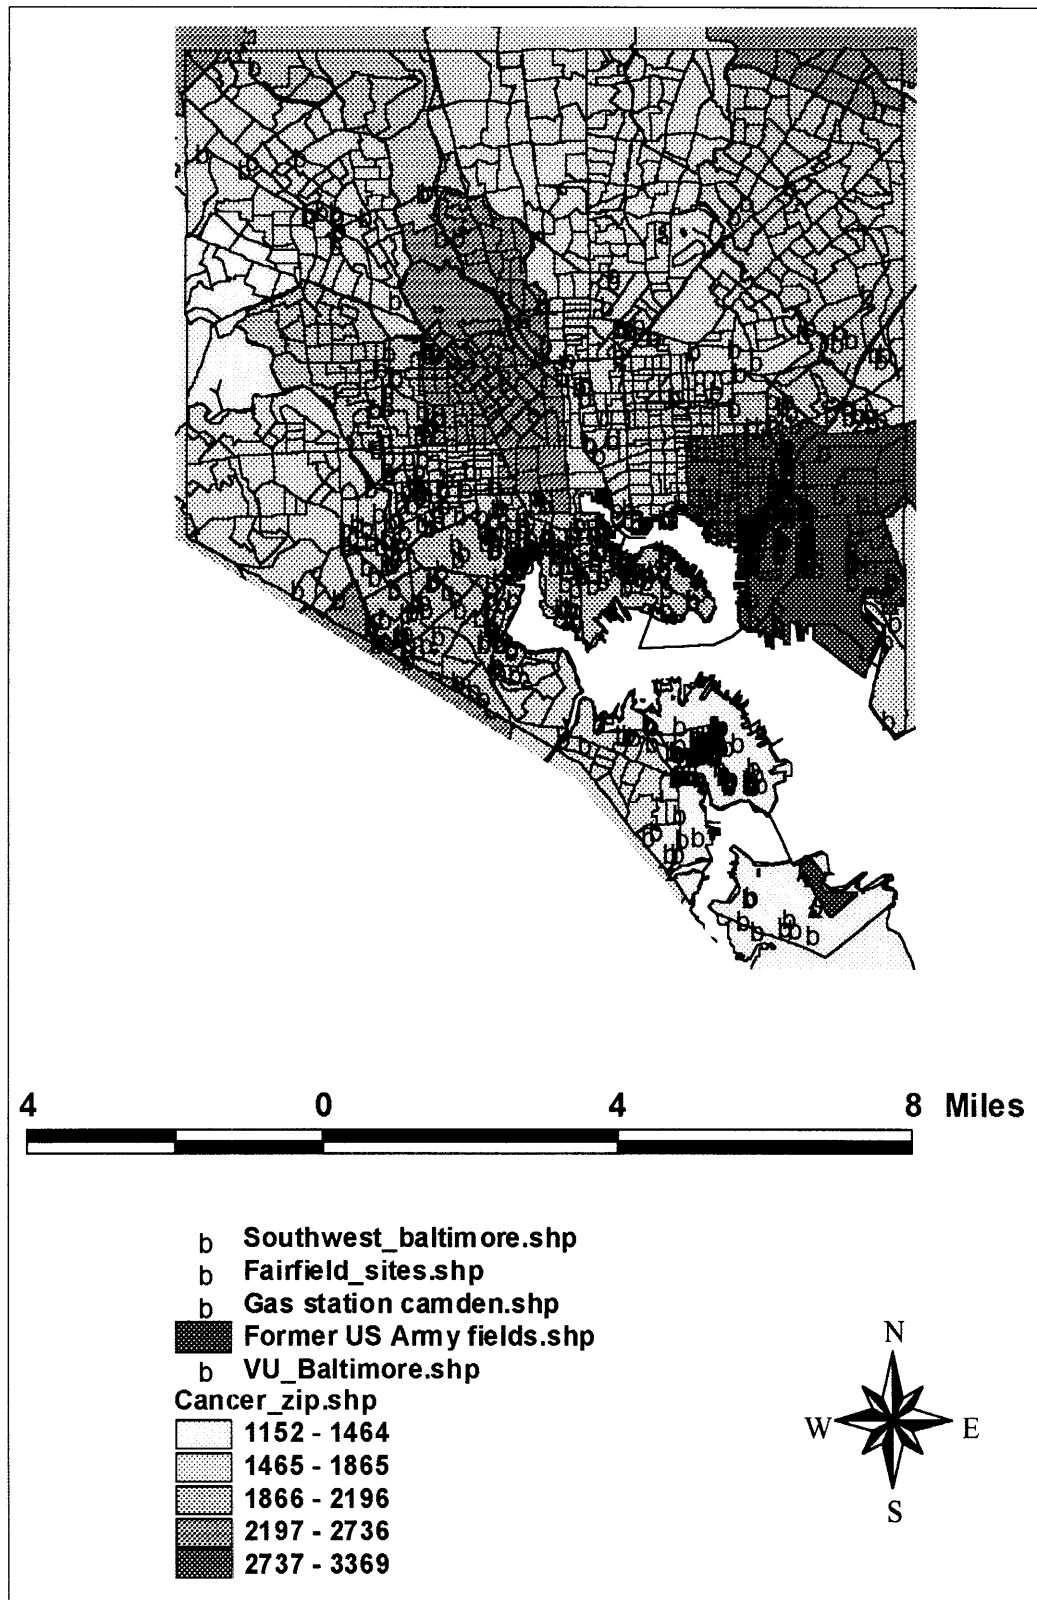 4 0 4 8 Miles
b Southwest_baltimore.shp
b Fairfield_sites.shp
b Gas station camden.shp
Former US Army fields.shp
b VU_Baltimore.shp
Cancer_zip.shp
1152 - 1464
1465 - 1865
1866 - 2196
2197 - 2736
2737 - 3369
N
W E
S